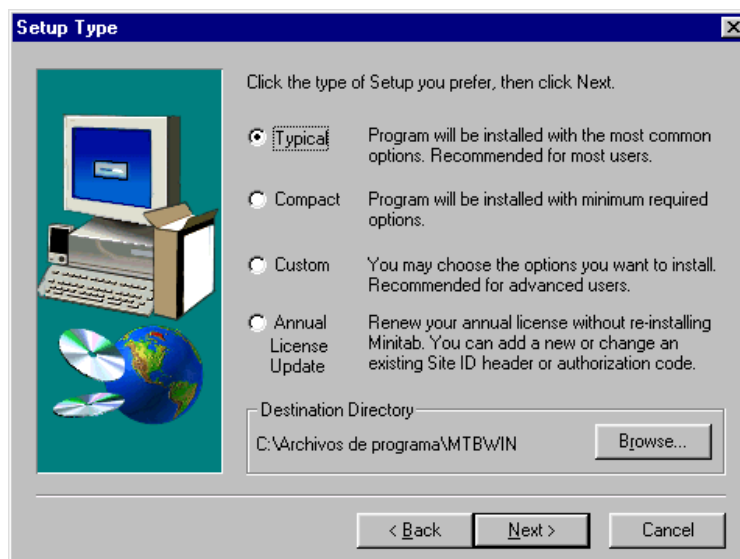 Setup Type
Click the type of Setup you prefer, then click Next.
Typical
Program will be installed with the most common
options. Recommended for most users.
Compact
Program will be installed with minimum required
options.
Custom
You may choose the options you want to install.
Recommended for advanced users.
Annual
License
Update
Renew your annual license without re-installing
Minitab. You can add a new or change an
existing Site ID header or authorization code.
Destination Directory
C:\Archivos de programa\MTBWIN
Browse...
< Back
Next >
Cancel